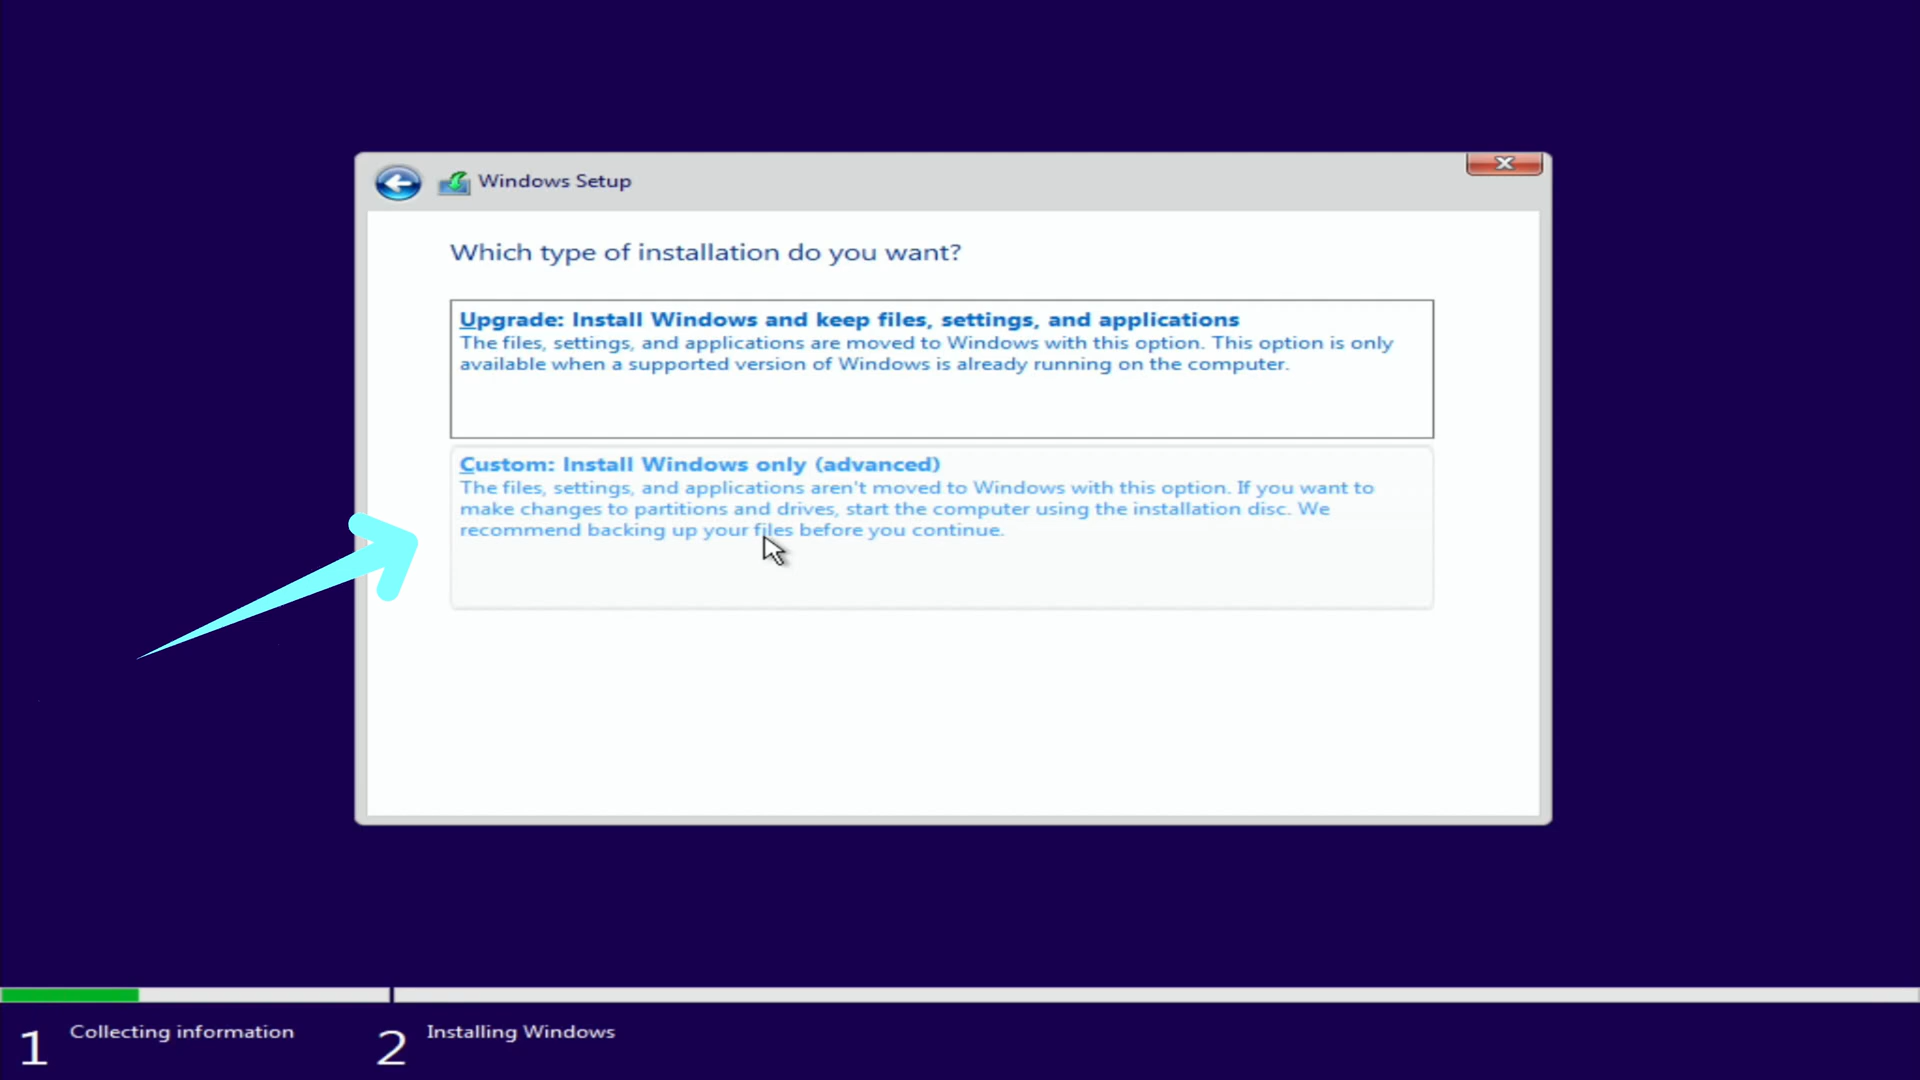 Windows Setup
Which type of installation do you want?
Upgrade: Install Windows and keep files, settings, and applications
The files, settings, and applications are moved to Windows with this option. This option is only
available when a supported version of Windows is already running on the computer.
Custom: Install Windows only (advanced)
The files, settings, and applications aren't moved to Windows with this option. If you want to
make changes to partitions and drives, start the computer using the installation disc. We
recommend backing up your files before you continue.
1 Collecting information
2 Installing Windows